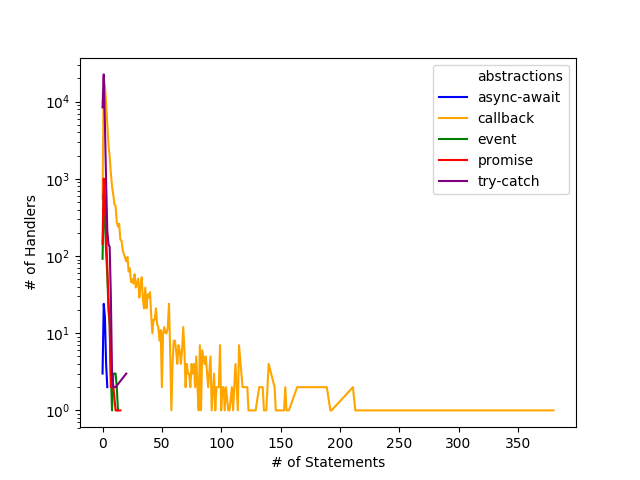 abstractions
async-await
callback
event
promise
try-catch
10⁴
10³
10²
10¹
10⁰
# of Handlers
0 50 100 150 200 250 300 350
# of Statements